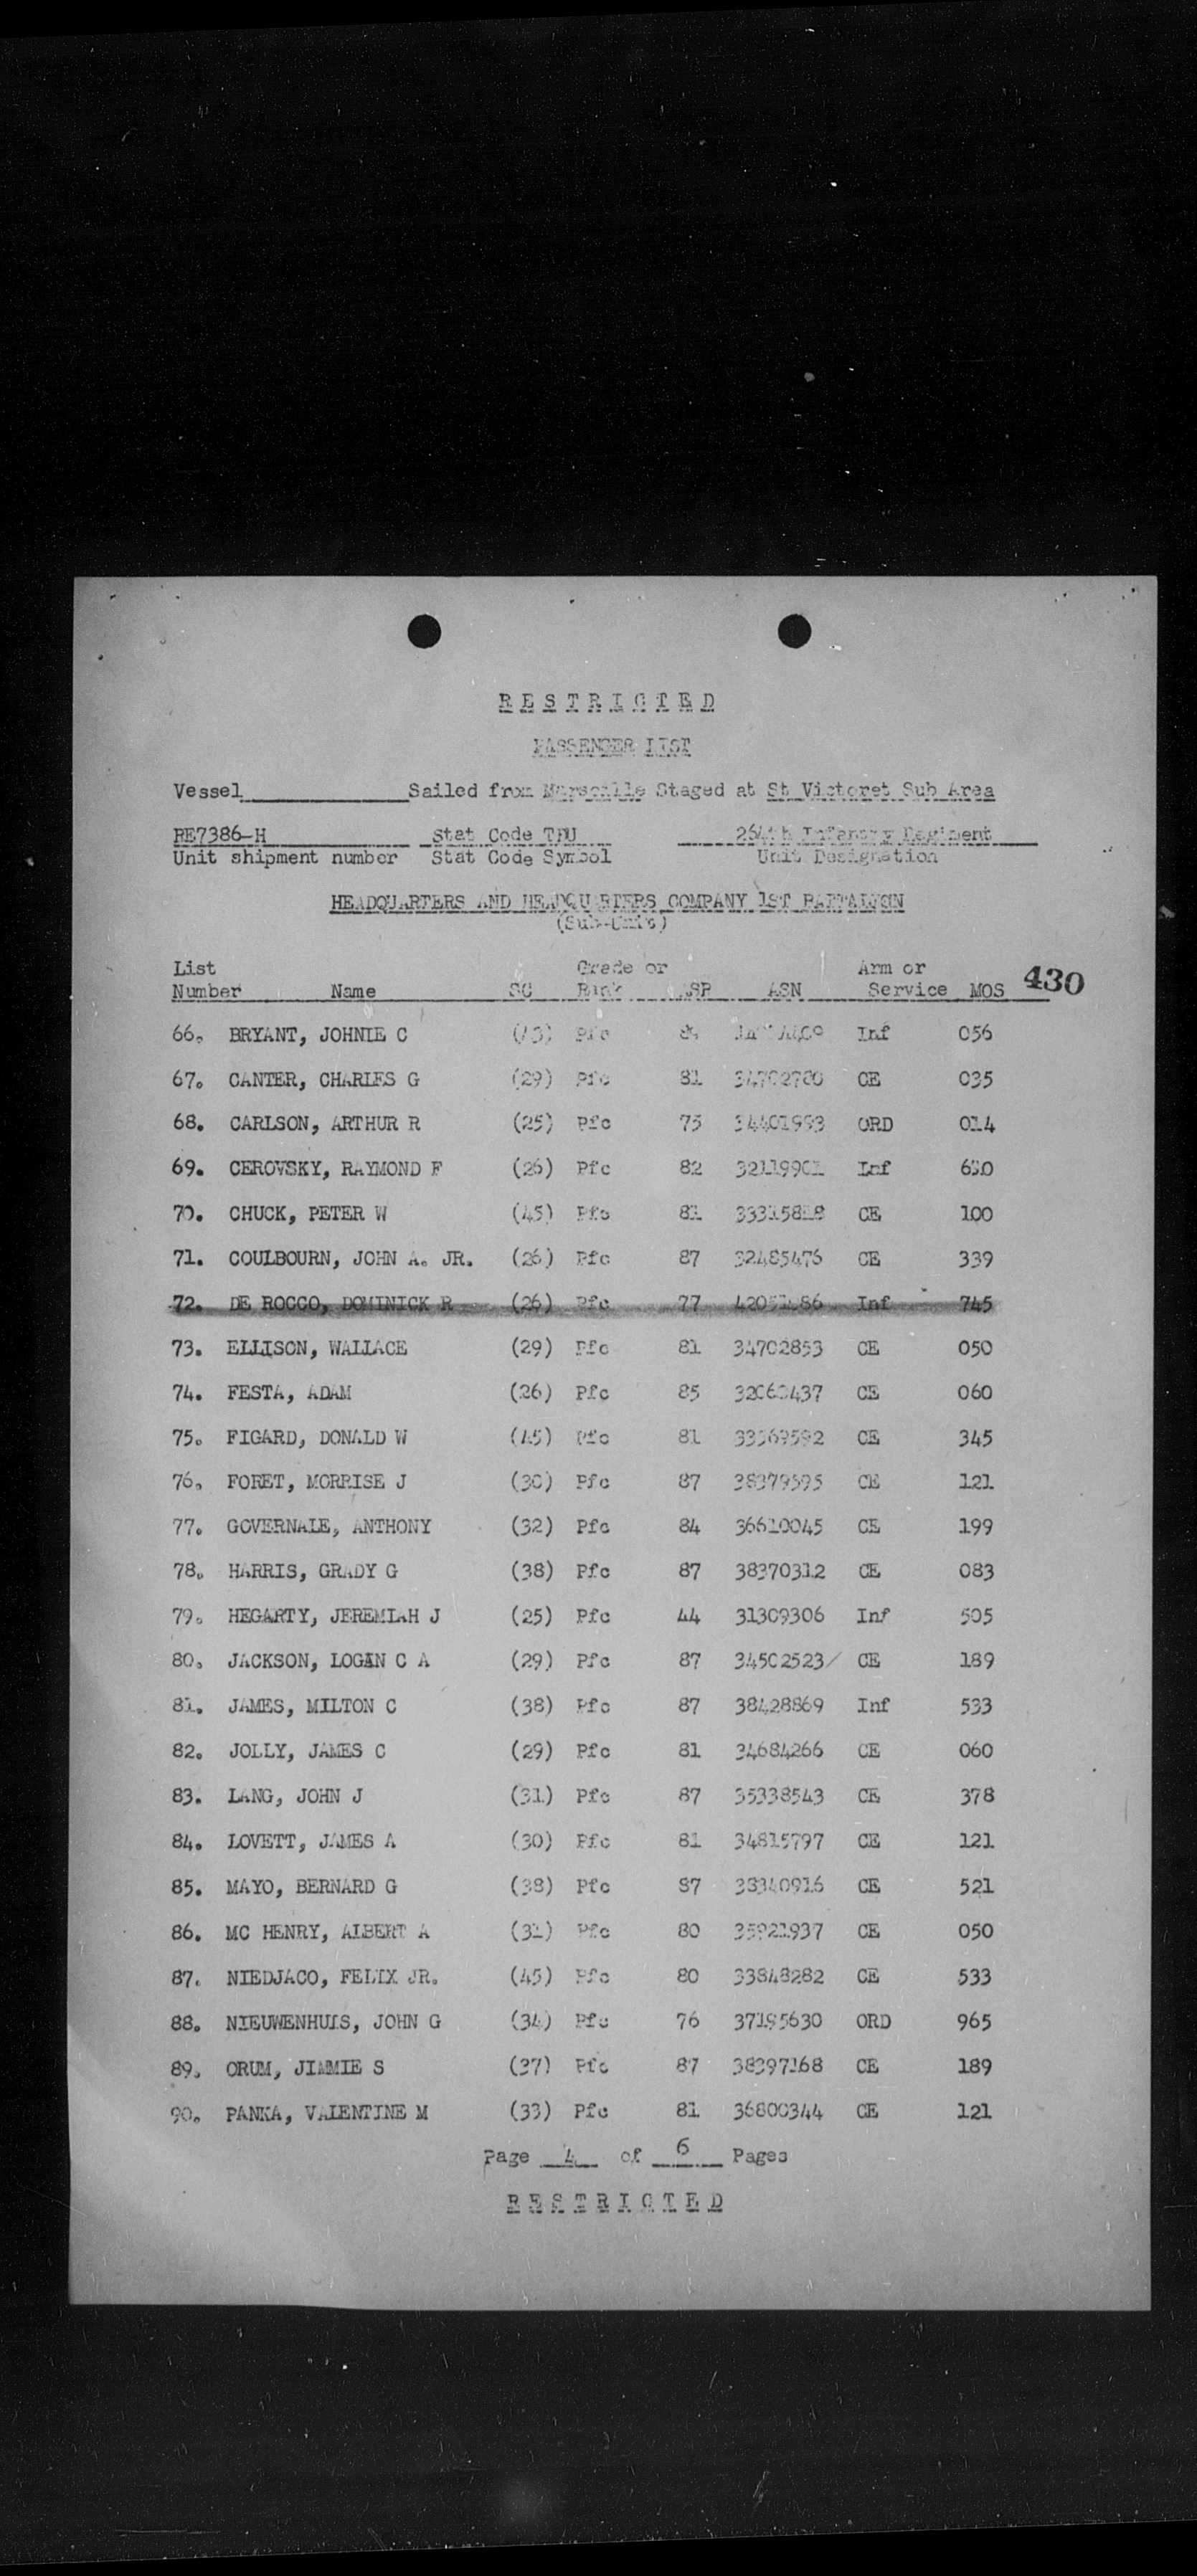 RESTRICTED
PASSENGER LIST
Vessel Sailed from Marseille Staged at St Victoret Sub Area
RE7386-H Stat Code TFU 264th Infantry Regiment
Unit shipment number Stat Code Symbol Unit Designation
HEADQUARTERS AND HEADQUARTERS COMPANY 1ST BATTALION
(Sub-Unit)
List Grade or Arm or
Number Name SC Rank ASR ASN Service MOS 430
66. BRYANT, JOHNIE C Pfc Inf 056
67. CANTER, CHARLES G (29) Pfc 81 34702780 CE 035
68. CARLSON, ARTHUR R (25) Pfc 75 34401993 ORD 014
69. CEROVSKY, RAYMOND F (26) Pfc 82 32119901 Inf
70. CHUCK, PETER W (45) Pfc 81 33315818 CE 100
71. COULBOURN, JOHN A. JR. (26) Pfc 87 32485476 CE 339
72. DE ROCCO, DOMINICK R (26) Pfc 77 Inf 745
73. ELLISON, WALLACE (29) Pfc 81 34702853 CE 050
74. FESTA, ADAM (26) Pfc 85 CE 060
75. FIGARD, DONALD W (45) Pfc 81 33369592 CE 345
76. FORET, MORRISE J (30) Pfc 87 38379595 CE 121
77. GOVERNALE, ANTHONY (32) Pfc 84 36610045 CE 199
78. HARRIS, GRADY G (38) Pfc 87 38370312 CE 083
79. HEGARTY, JEREMIAH J (25) Pfc 44 31309306 Inf 505
80. JACKSON, LOGAN C A (29) Pfc 87 34502523/ CE 189
81. JAMES, MILTON C (38) Pfc 87 38428869 Inf 533
82. JOLLY, JAMES C (29) Pfc 81 34684266 CE 060
83. LANG, JOHN J (31) Pfc 87 35338543 CE 378
84. LOVETT, JAMES A (30) Pfc 81 34815797 CE 121
85. MAYO, BERNARD G (38) Pfc 87 38340916 CE 521
86. MC HENRY, ALBERT A (31) Pfc 80 35921937 CE 050
87. NIEDJACO, FELIX JR. (45) Pfc 80 33848282 CE 533
88. NIEUWENHUIS, JOHN G (34) Pfc 76 37195630 ORD 965
89. ORUM, JIMMIE S (37) Pfc 87 38397168 CE 189
90. PANKA, VALENTINE M (33) Pfc 81 36800344 CE 121
Page 4 of 6 Pages
RESTRICTED